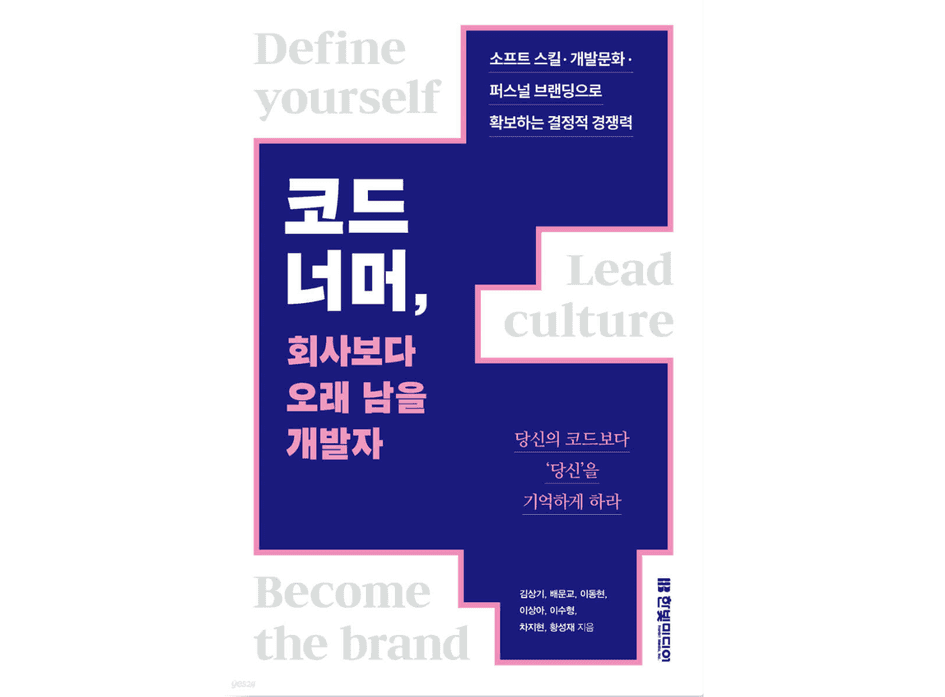 Define
yourself
소프트 스킬 · 개발문화 ·
퍼스널 브랜딩으로
확보하는 결정적 경쟁력
코드
너머,
회사보다
오래 남을
개발자
Lead
culture
당신의 코드보다
‘당신’을
기억하게 하라
Become
the brand
김상기, 배문교, 이동현,
이상아, 이수형,
차지현, 황성재 지음
한빛미디어
yes24